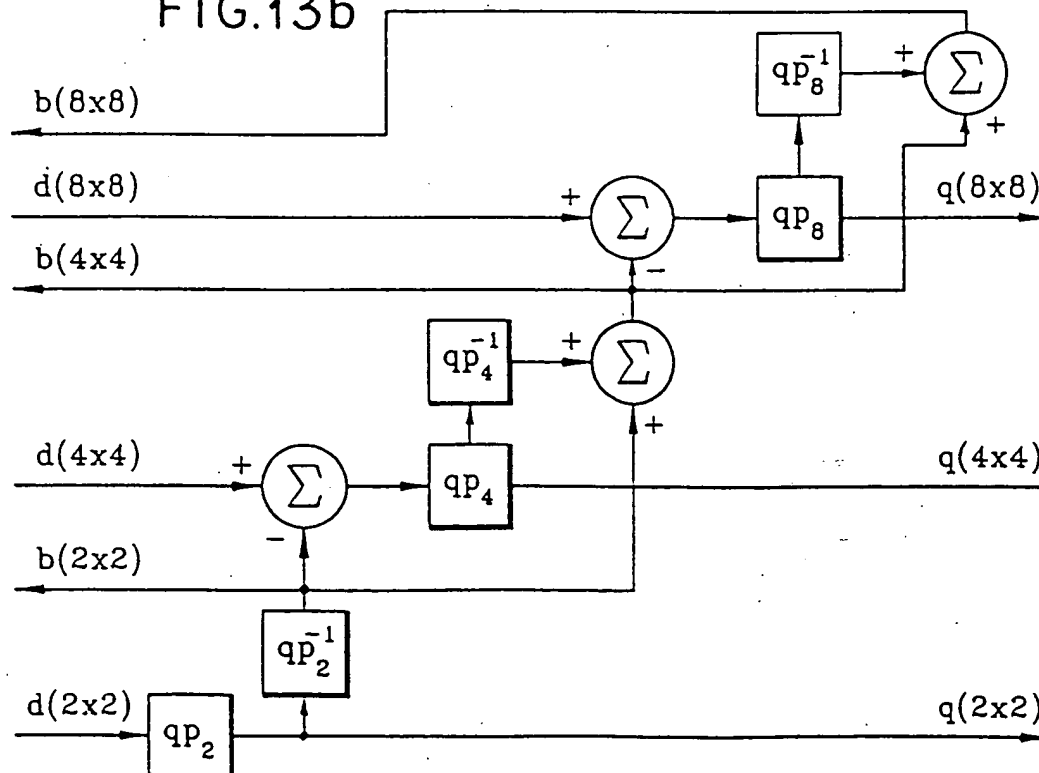 FIG.13b
+ qp₈⁻¹ Σ
b(8x8)
+
d(8x8) + Σ qp₈ q(8x8)
b(4x4) -
qp₄⁻¹ + Σ
+
d(4x4) + Σ qp₄ q(4x4)
-
b(2x2)
qp₂⁻¹
d(2x2) qp₂ q(2x2)